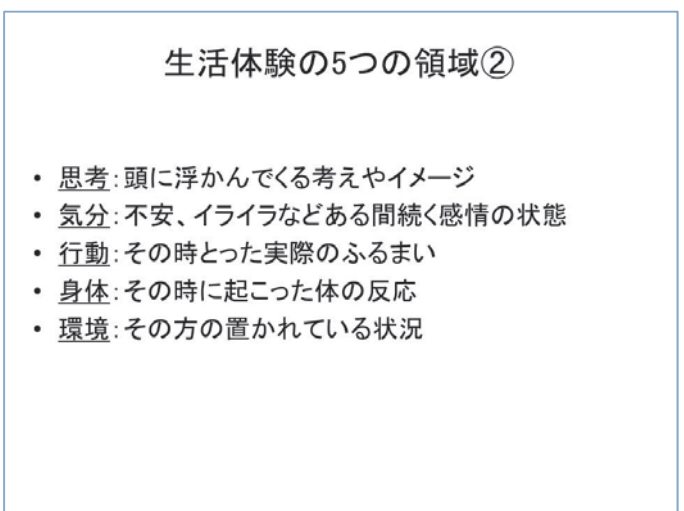 生活体験の5つの領域②
• 思考:頭に浮かんでくる考えやイメージ
• 気分:不安、イライラなどある間続く感情の状態
• 行動:その時とった実際のふるまい
• 身体:その時に起こった体の反応
• 環境:その方の置かれている状況